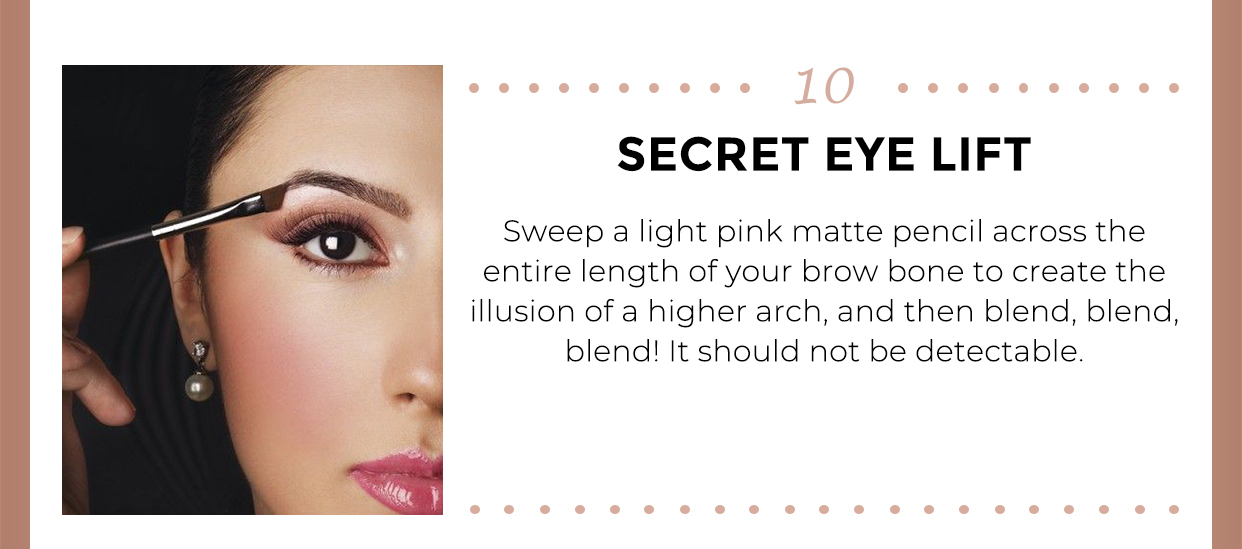 10
SECRET EYE LIFT
Sweep a light pink matte pencil across the
entire length of your brow bone to create the
illusion of a higher arch, and then blend, blend,
blend! It should not be detectable.